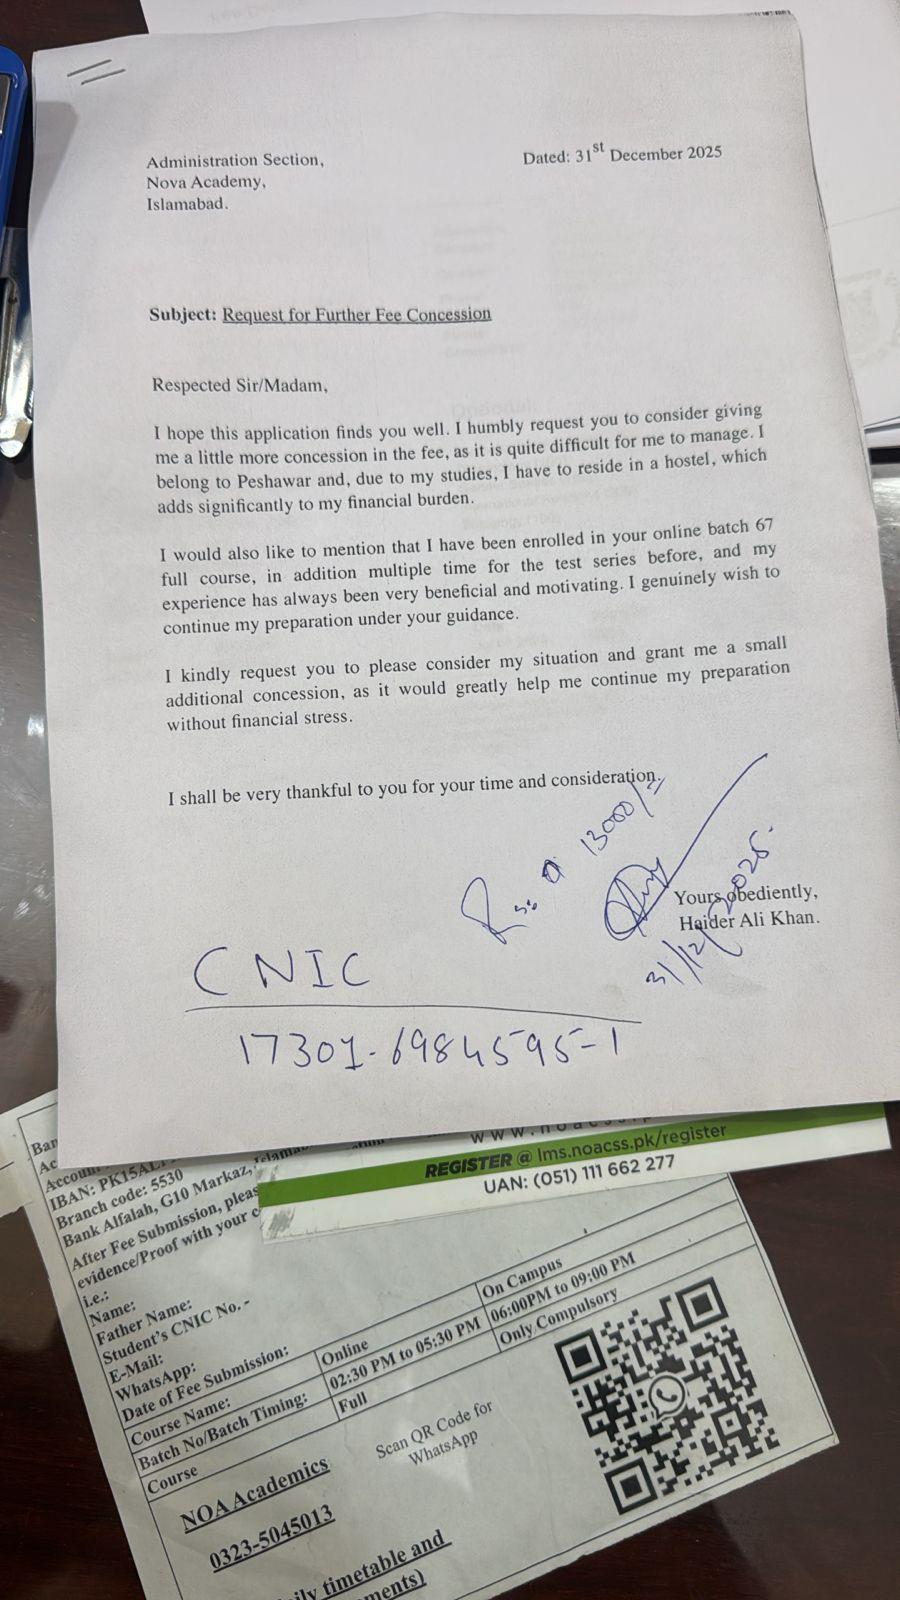 Administration Section,
Nova Academy,
Islamabad.
Dated: 31st December 2025
Subject: Request for Further Fee Concession
Respected Sir/Madam,
I hope this application finds you well. I humbly request you to consider giving
me a little more concession in the fee, as it is quite difficult for me to manage. I
belong to Peshawar and, due to my studies, I have to reside in a hostel, which
adds significantly to my financial burden.
I would also like to mention that I have been enrolled in your online batch 67
full course, in addition multiple time for the test series before, and my
experience has always been very beneficial and motivating. I genuinely wish to
continue my preparation under your guidance.
I kindly request you to please consider my situation and grant me a small
additional concession, as it would greatly help me continue my preparation
without financial stress.
I shall be very thankful to you for your time and consideration.
13000/=
Yours obediently,
Haider Ali Khan.
31/12/2025.
CNIC
17301-6984595-1
REGISTER @ lms.noacss.pk/register
UAN: (051) 111 662 277
IBAN: PK15AL
Branch code: 5530
Bank Alfalah, G10 Markaz,
After Fee Submission,
evidence/Proof with your
i.e.:
Name:
Father Name:
Student's CNIC No. -
E-Mail:
WhatsApp:
Date of Fee Submission:
Course Name: Online On Campus
Batch No/Batch Timing: 02:30 PM to 05:30 PM 06:00PM to 09:00 PM
Course Full Only Compulsory
Scan QR Code for
WhatsApp
NOA Academics
0323-5045013
timetable and